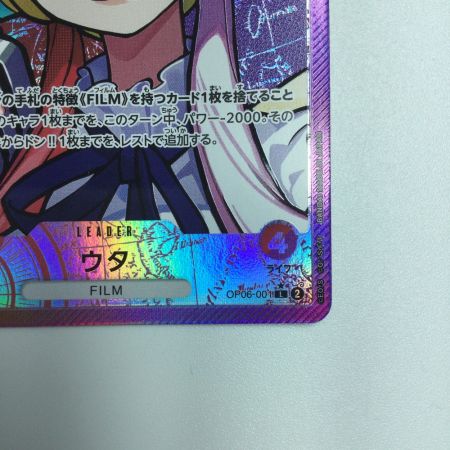 の手札の特徴《FILM》を持つカード1枚を捨てること
のキャラ1枚までを、このターン中、パワー-2000。その
からドン!!1枚までを、レストで追加する。
LEADER
ウタ
4
ライフ
FILM
OP06-001 L 2